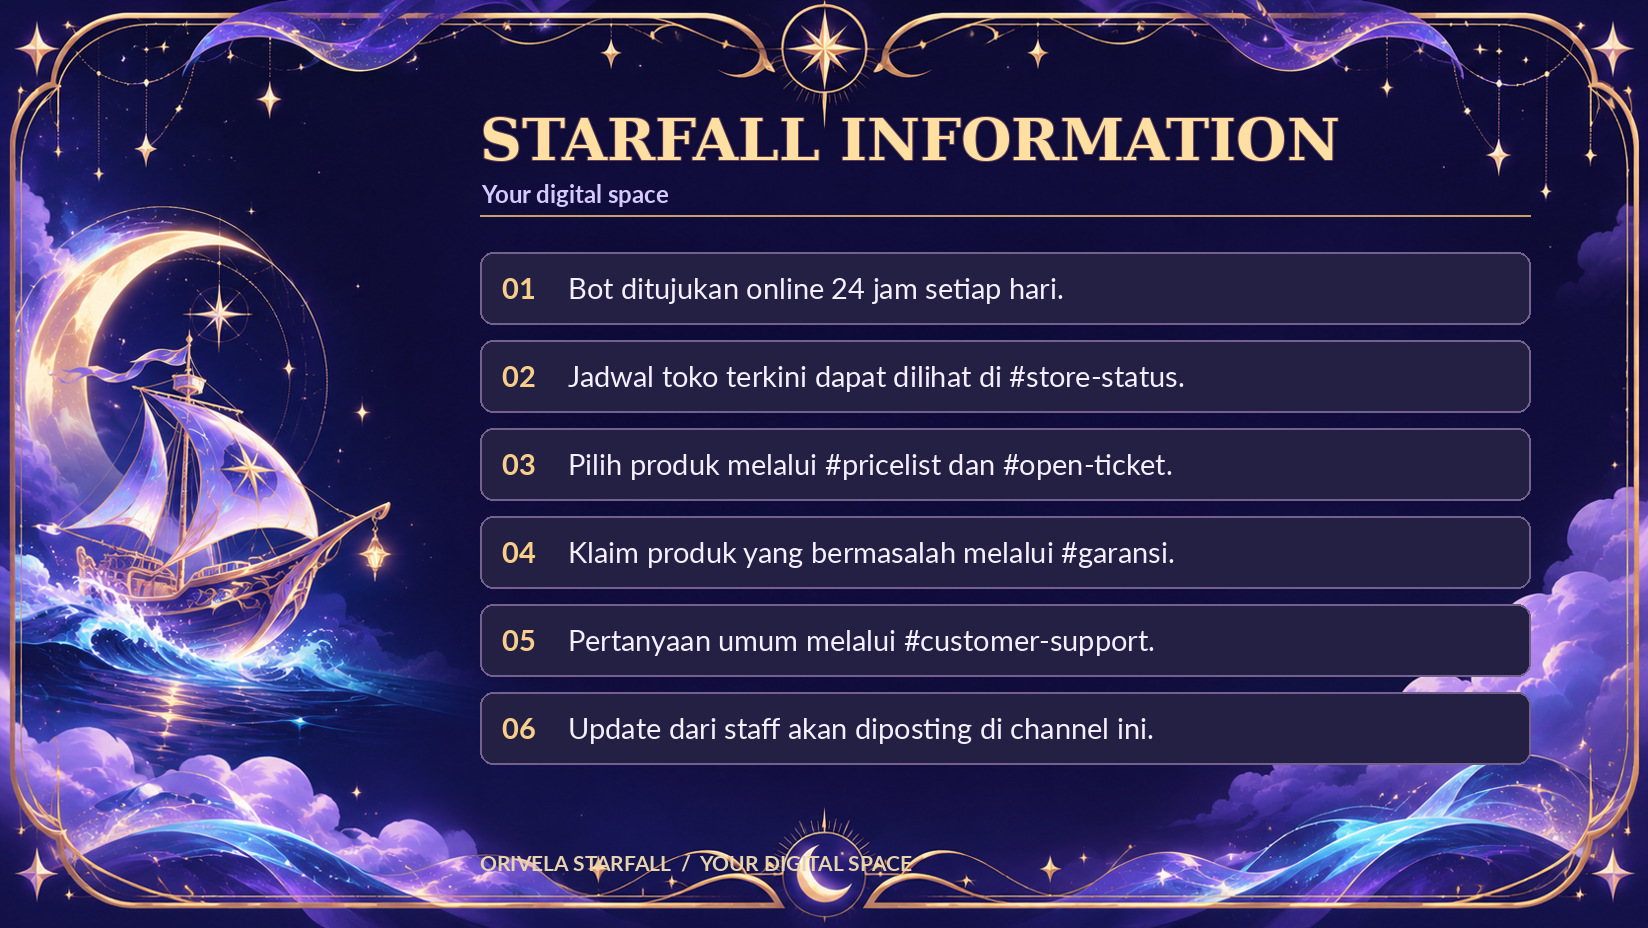 STARFALL INFORMATION
Your digital space
01 Bot ditujukan online 24 jam setiap hari.
02 Jadwal toko terkini dapat dilihat di #store-status.
03 Pilih produk melalui #pricelist dan #open-ticket.
04 Klaim produk yang bermasalah melalui #garansi.
05 Pertanyaan umum melalui #customer-support.
06 Update dari staff akan diposting di channel ini.
ORIVELA STARFALL / YOUR DIGITAL SPACE